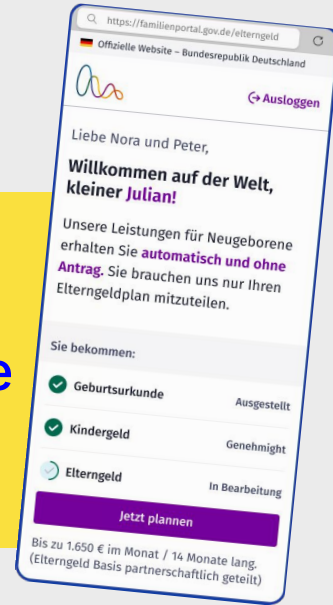 https://familienportal.gov.de/elterngeld
Offizielle Website – Bundesrepublik Deutschland
Ausloggen
Liebe Nora und Peter,
Willkommen auf der Welt,
kleiner Julian!
Unsere Leistungen für Neugeborene
erhalten Sie automatisch und ohne
Antrag. Sie brauchen uns nur Ihren
Elterngeldplan mitzuteilen.
Sie bekommen:
e
Geburtsurkunde Ausgestellt
Kindergeld Genehmight
Elterngeld In Bearbeitung
Jetzt plannen
Bis zu 1.650 € im Monat / 14 Monate lang.
(Elterngeld Basis partnerschaftlich geteilt)